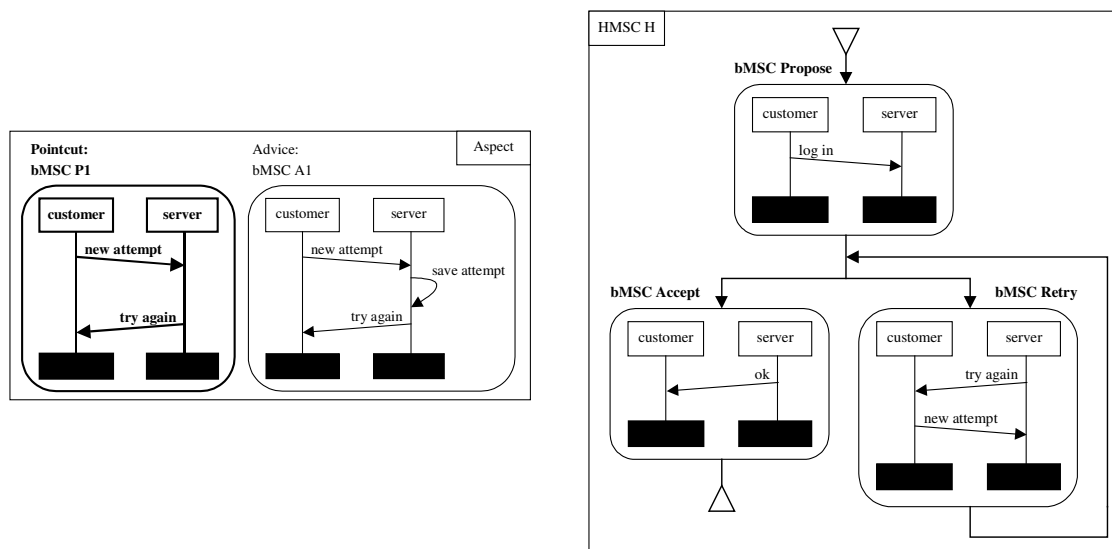 Pointcut:
bMSC P1
Advice:
bMSC A1
Aspect
customer
server
new attempt
try again
customer
server
new attempt
save attempt
try again
HMSC H
bMSC Propose
customer
server
log in
bMSC Accept
customer
server
ok
bMSC Retry
customer
server
try again
new attempt